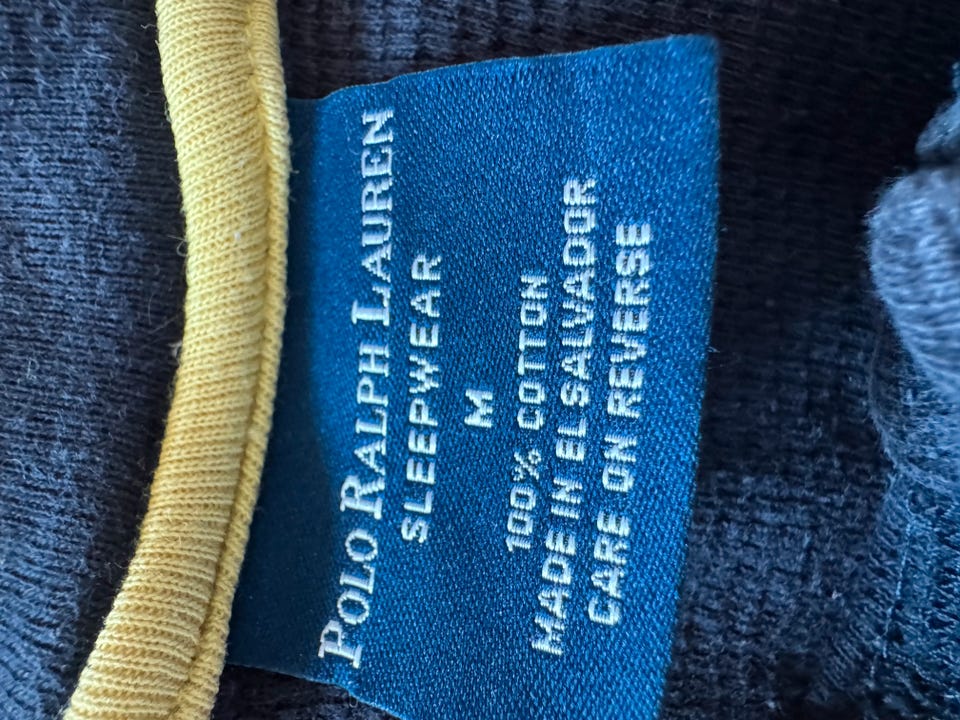 POLO RALPH LAUREN
SLEEPWEAR
M
100% COTTON
MADE IN EL SALVADOR
CARE ON REVERSE